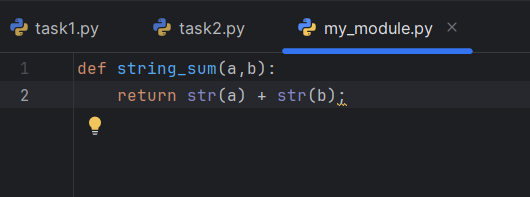 task1.py task2.py my_module.py
1 def string_sum(a,b):
2 return str(a) + str(b);